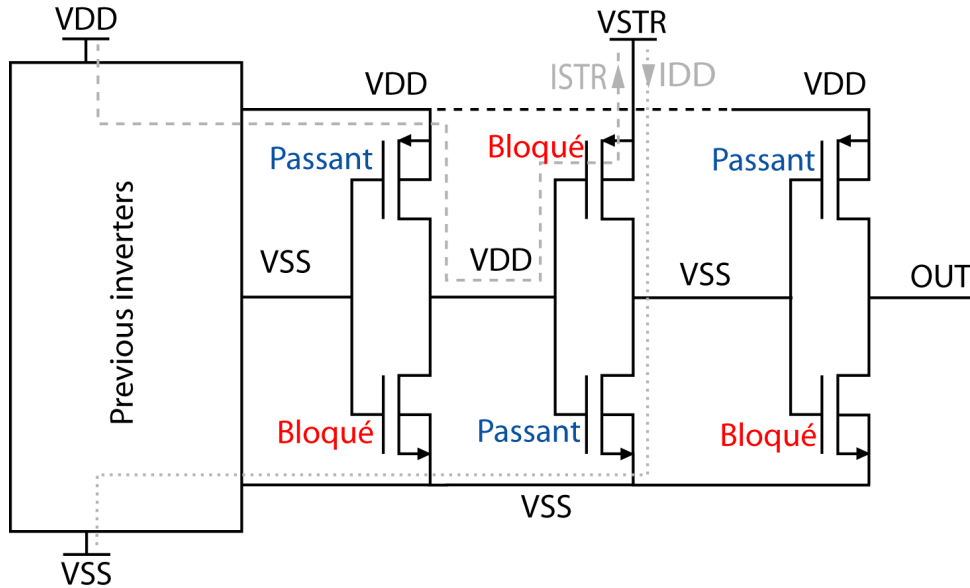 VDD
VSTR
ISTR
IDD
VDD
VDD
Passant
Bloqué
Passant
Previous inverters
VSS
VDD
VSS
OUT
Bloqué
Passant
Bloqué
VSS
VSS